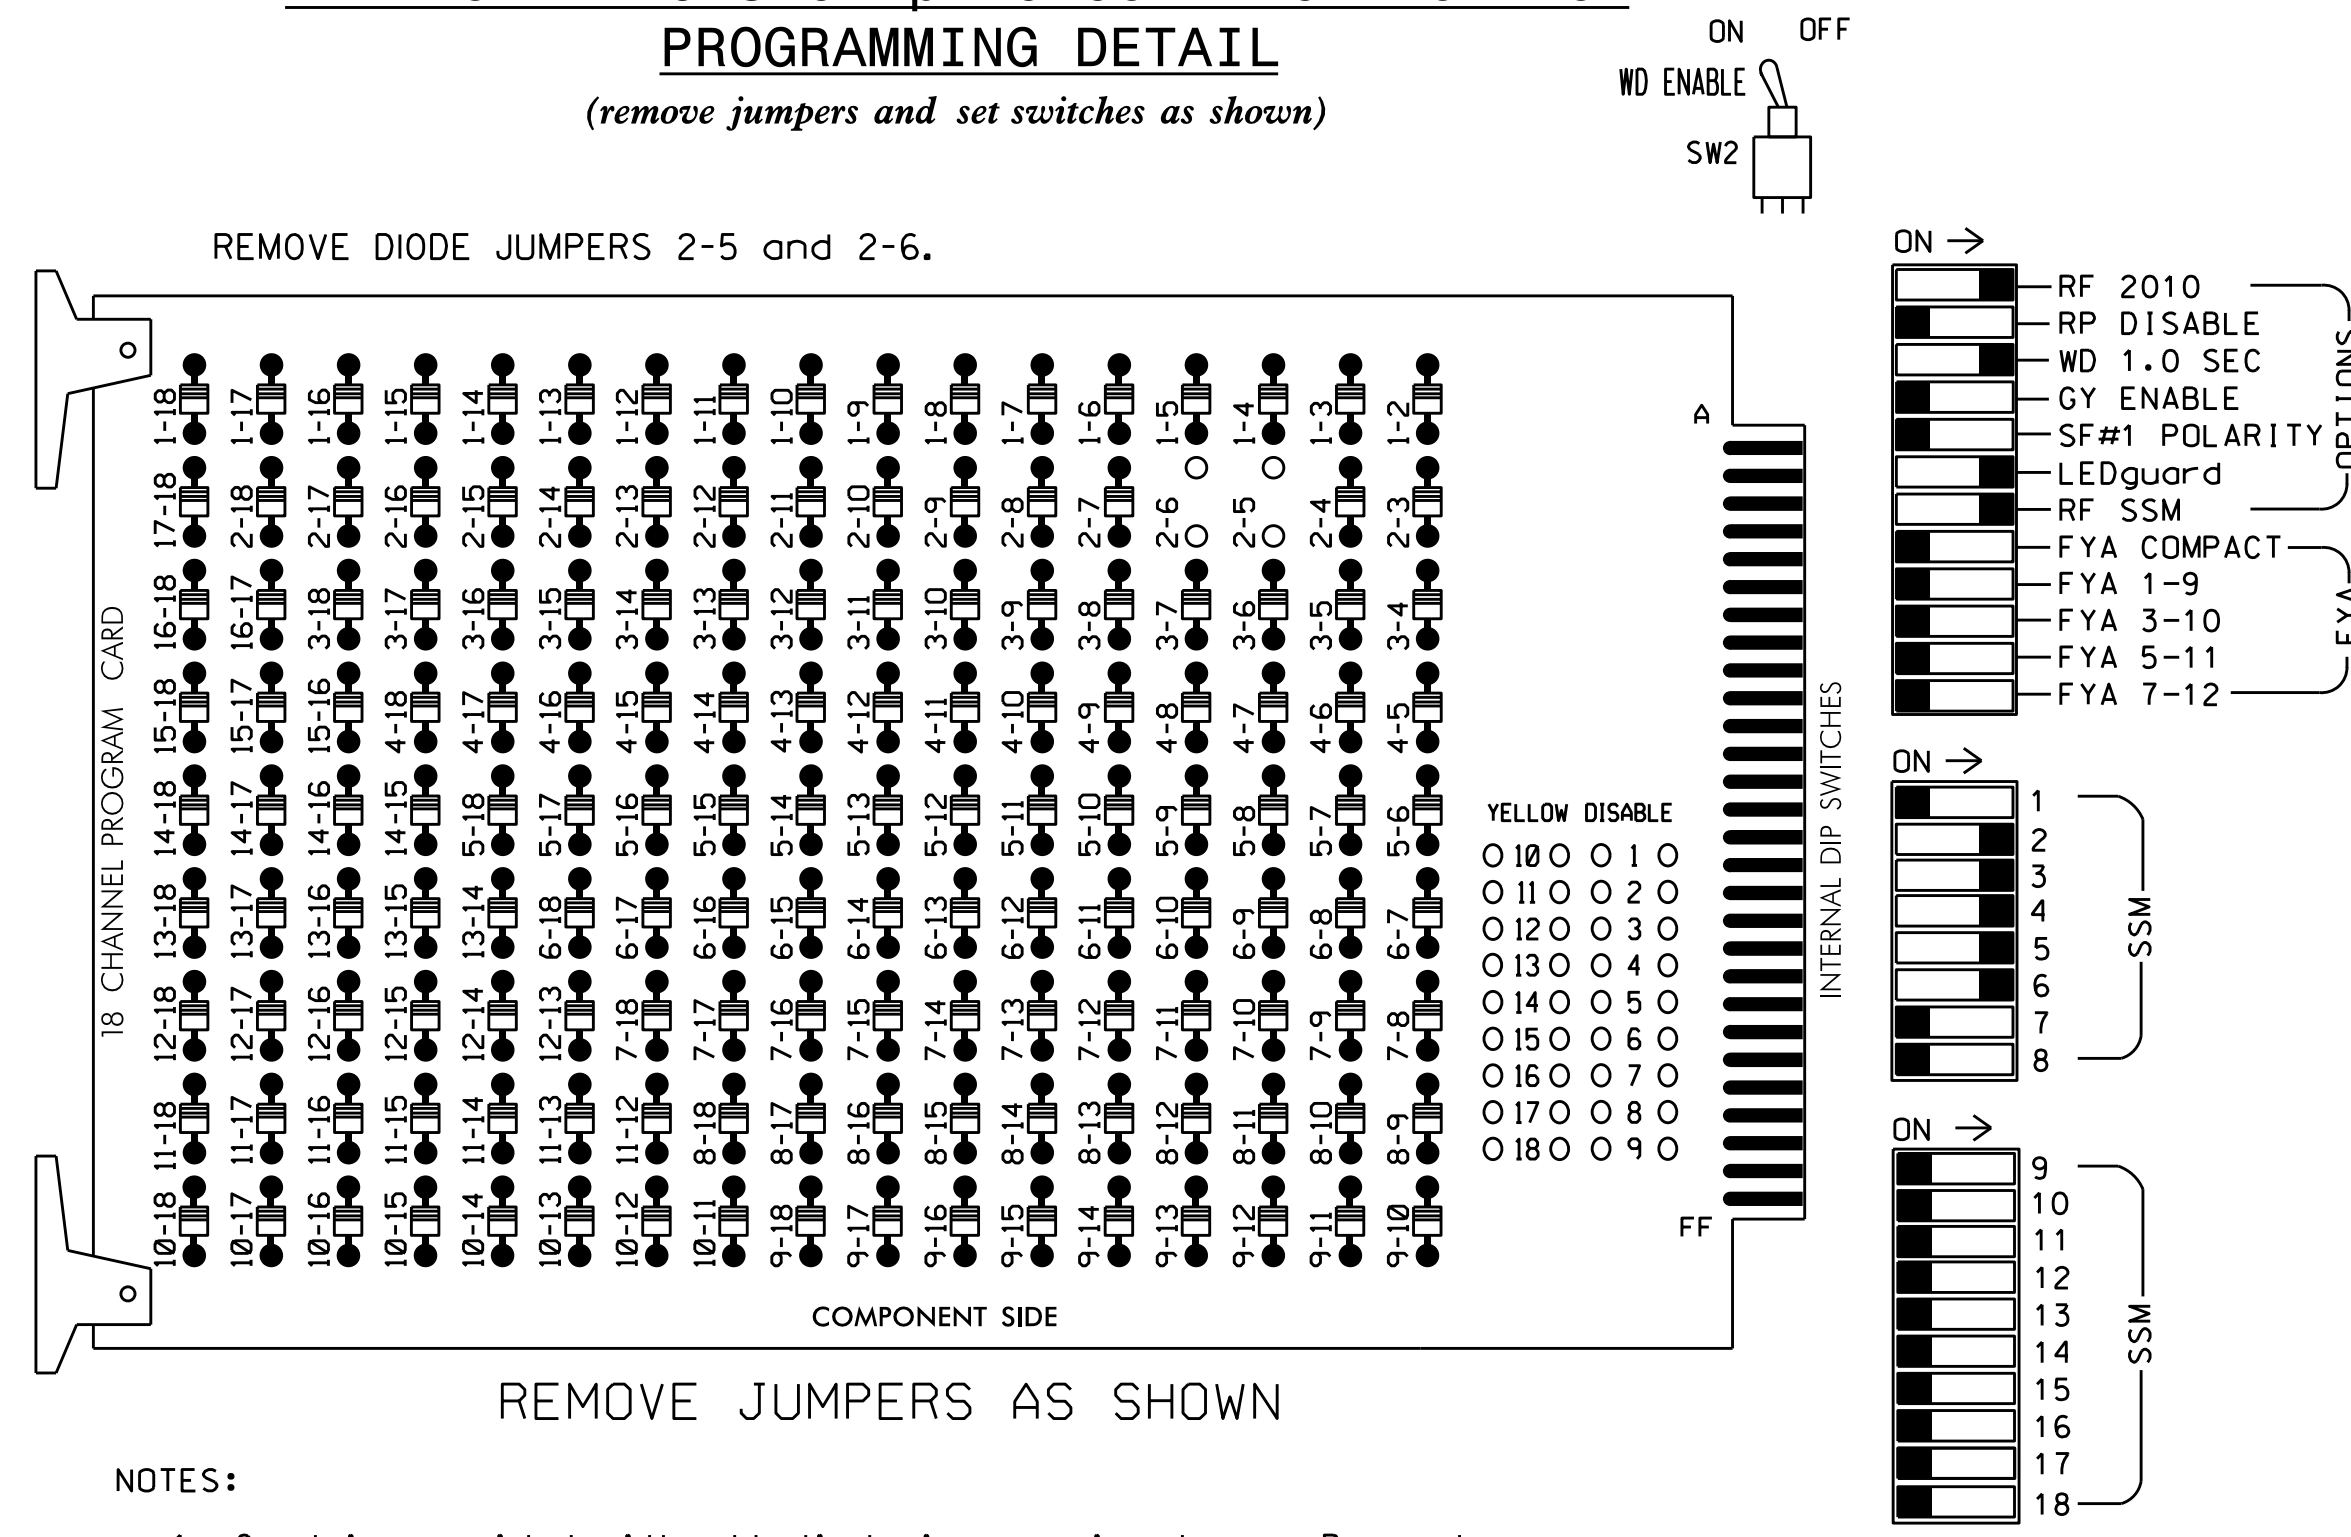 PROGRAMMING DETAIL
(remove jumpers and set switches as shown)
ON OFF
WD ENABLE
SW2
REMOVE DIODE JUMPERS 2-5 and 2-6.
18 CHANNEL PROGRAM CARD
1-18 1-17 1-16 1-15 1-14 1-13 1-12 1-11 1-10 1-9 1-8 1-7 1-6 1-5 1-4 1-3 1-2
17-18 2-18 2-17 2-16 2-15 2-14 2-13 2-12 2-11 2-10 2-9 2-8 2-7 2-6 2-5 2-4 2-3
16-18 16-17 3-18 3-17 3-16 3-15 3-14 3-13 3-12 3-11 3-10 3-9 3-8 3-7 3-6 3-5 3-4
15-18 15-17 15-16 4-18 4-17 4-16 4-15 4-14 4-13 4-12 4-11 4-10 4-9 4-8 4-7 4-6 4-5
14-18 14-17 14-16 14-15 5-18 5-17 5-16 5-15 5-14 5-13 5-12 5-11 5-10 5-9 5-8 5-7 5-6
13-18 13-17 13-16 13-15 13-14 6-18 6-17 6-16 6-15 6-14 6-13 6-12 6-11 6-10 6-9 6-8 6-7
12-18 12-17 12-16 12-15 12-14 12-13 7-18 7-17 7-16 7-15 7-14 7-13 7-12 7-11 7-10 7-9 7-8
11-18 11-17 11-16 11-15 11-14 11-13 11-12 8-18 8-17 8-16 8-15 8-14 8-13 8-12 8-11 8-10 8-9
10-18 10-17 10-16 10-15 10-14 10-13 10-12 10-11 9-18 9-17 9-16 9-15 9-14 9-13 9-12 9-11 9-10
A
YELLOW DISABLE
10 1
11 2
12 3
13 4
14 5
15 6
16 7
17 8
18 9
FF
COMPONENT SIDE
INTERNAL DIP SWITCHES
ON
RF 2010
RP DISABLE
WD 1.0 SEC
GY ENABLE
SF#1 POLARITY
LEDguard
RF SSM
OPTIONS
FYA COMPACT
FYA 1-9
FYA 3-10
FYA 5-11
FYA 7-12
FYA
ON
1
2
3
4
5
6
7
8
SSM
ON
9
10
11
12
13
14
15
16
17
18
SSM
REMOVE JUMPERS AS SHOWN
NOTES: